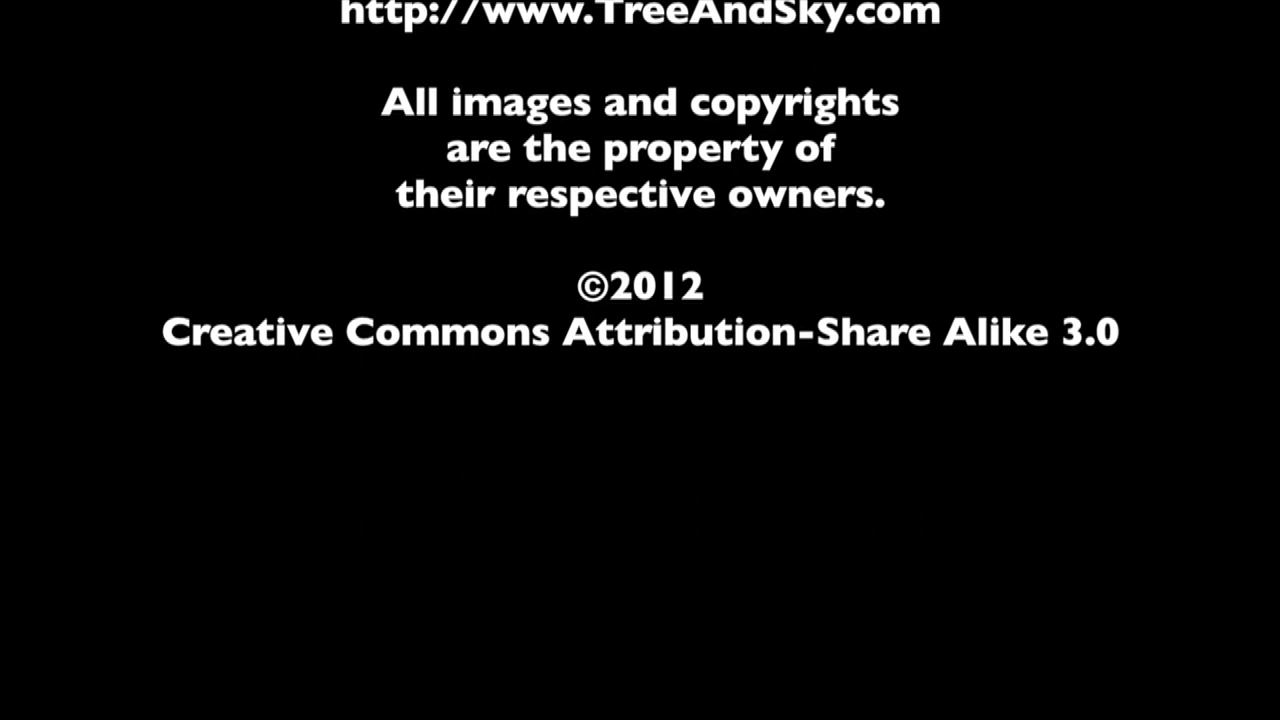 http://www.TreeAndSky.com
All images and copyrights
are the property of
their respective owners.
©2012
Creative Commons Attribution-Share Alike 3.0